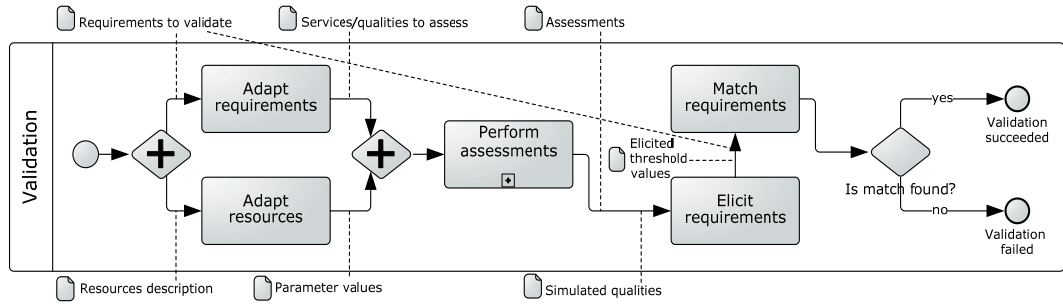 Requirements to validate
Services/qualities to assess
Assessments
Validation
Adapt
requirements
Adapt
resources
Perform
assessments
Elicited
threshold
values
Match
requirements
Elicit
requirements
Is match found?
yes
no
Validation
succeeded
Validation
failed
Resources description
Parameter values
Simulated qualities